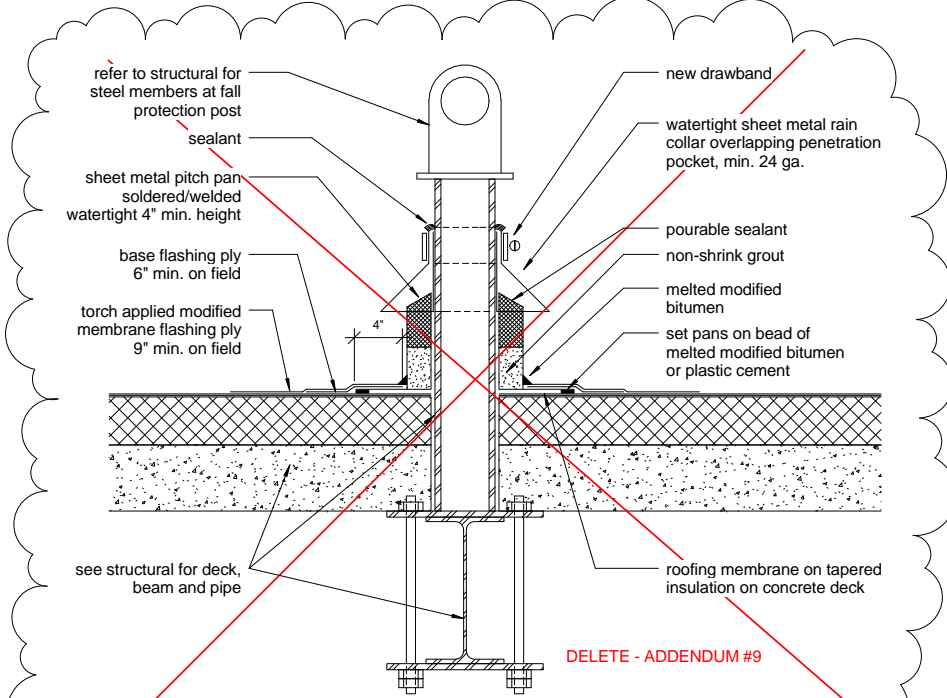 refer to structural for
steel members at fall
protection post
sealant
sheet metal pitch pan
soldered/welded
watertight 4" min. height
base flashing ply
6" min. on field
torch applied modified
membrane flashing ply
9" min. on field
4"
see structural for deck,
beam and pipe
new drawband
watertight sheet metal rain
collar overlapping penetration
pocket, min. 24 ga.
pourable sealant
non-shrink grout
melted modified
bitumen
set pans on bead of
melted modified bitumen
or plastic cement
roofing membrane on tapered
insulation on concrete deck
DELETE - ADDENDUM #9